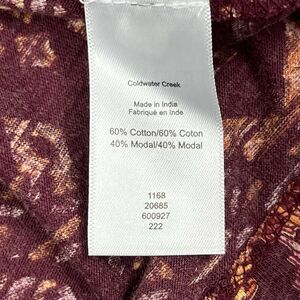 Coldwater Creek
Made in India
Fabriqué en Inde
60% Cotton/60% Coton
40% Modal/40% Modal
1168
20685
600927
222